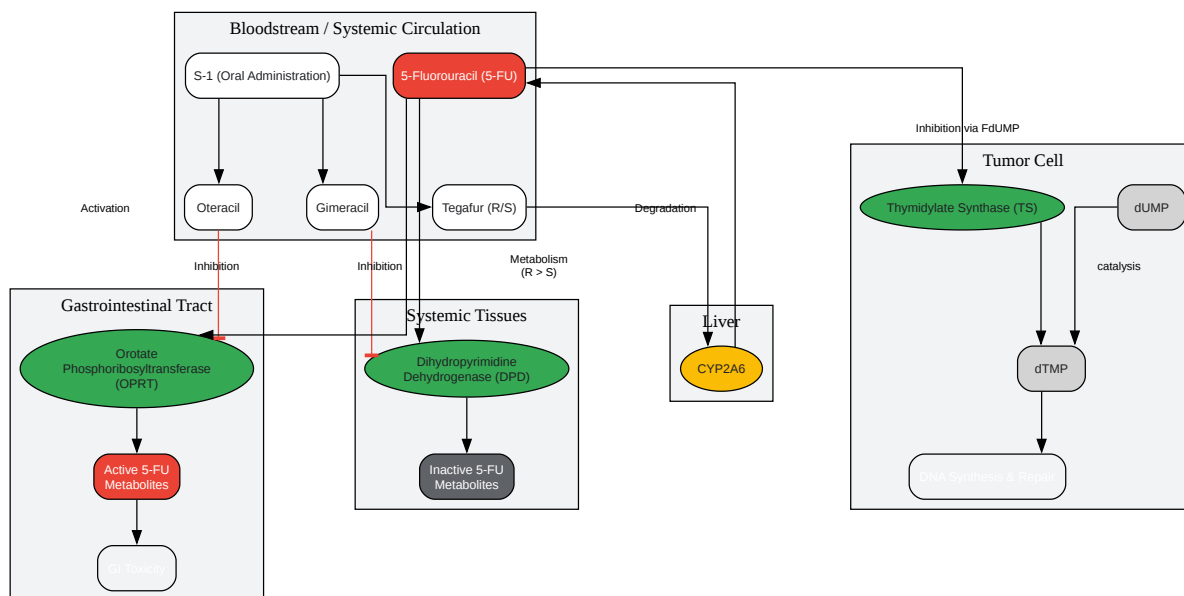 Bloodstream / Systemic Circulation
S-1 (Oral Administration)
5-Fluorouracil (5-FU)
Inhibition via FdUMP
Tumor Cell
Oteracil
Gimeracil
Tegafur (R/S)
Activation
Degradation
Thymidylate Synthase (TS)
dUMP
Inhibition
Inhibition
Metabolism
(R > S)
catalysis
Gastrointestinal Tract
Systemic Tissues
Liver
Orotate
Phosphoribosyltransferase
(OPRT)
Dihydropyrimidine
Dehydrogenase (DPD)
CYP2A6
dTMP
Active 5-FU
Metabolites
Inactive 5-FU
Metabolites
DNA Synthesis & Repair
GI Toxicity